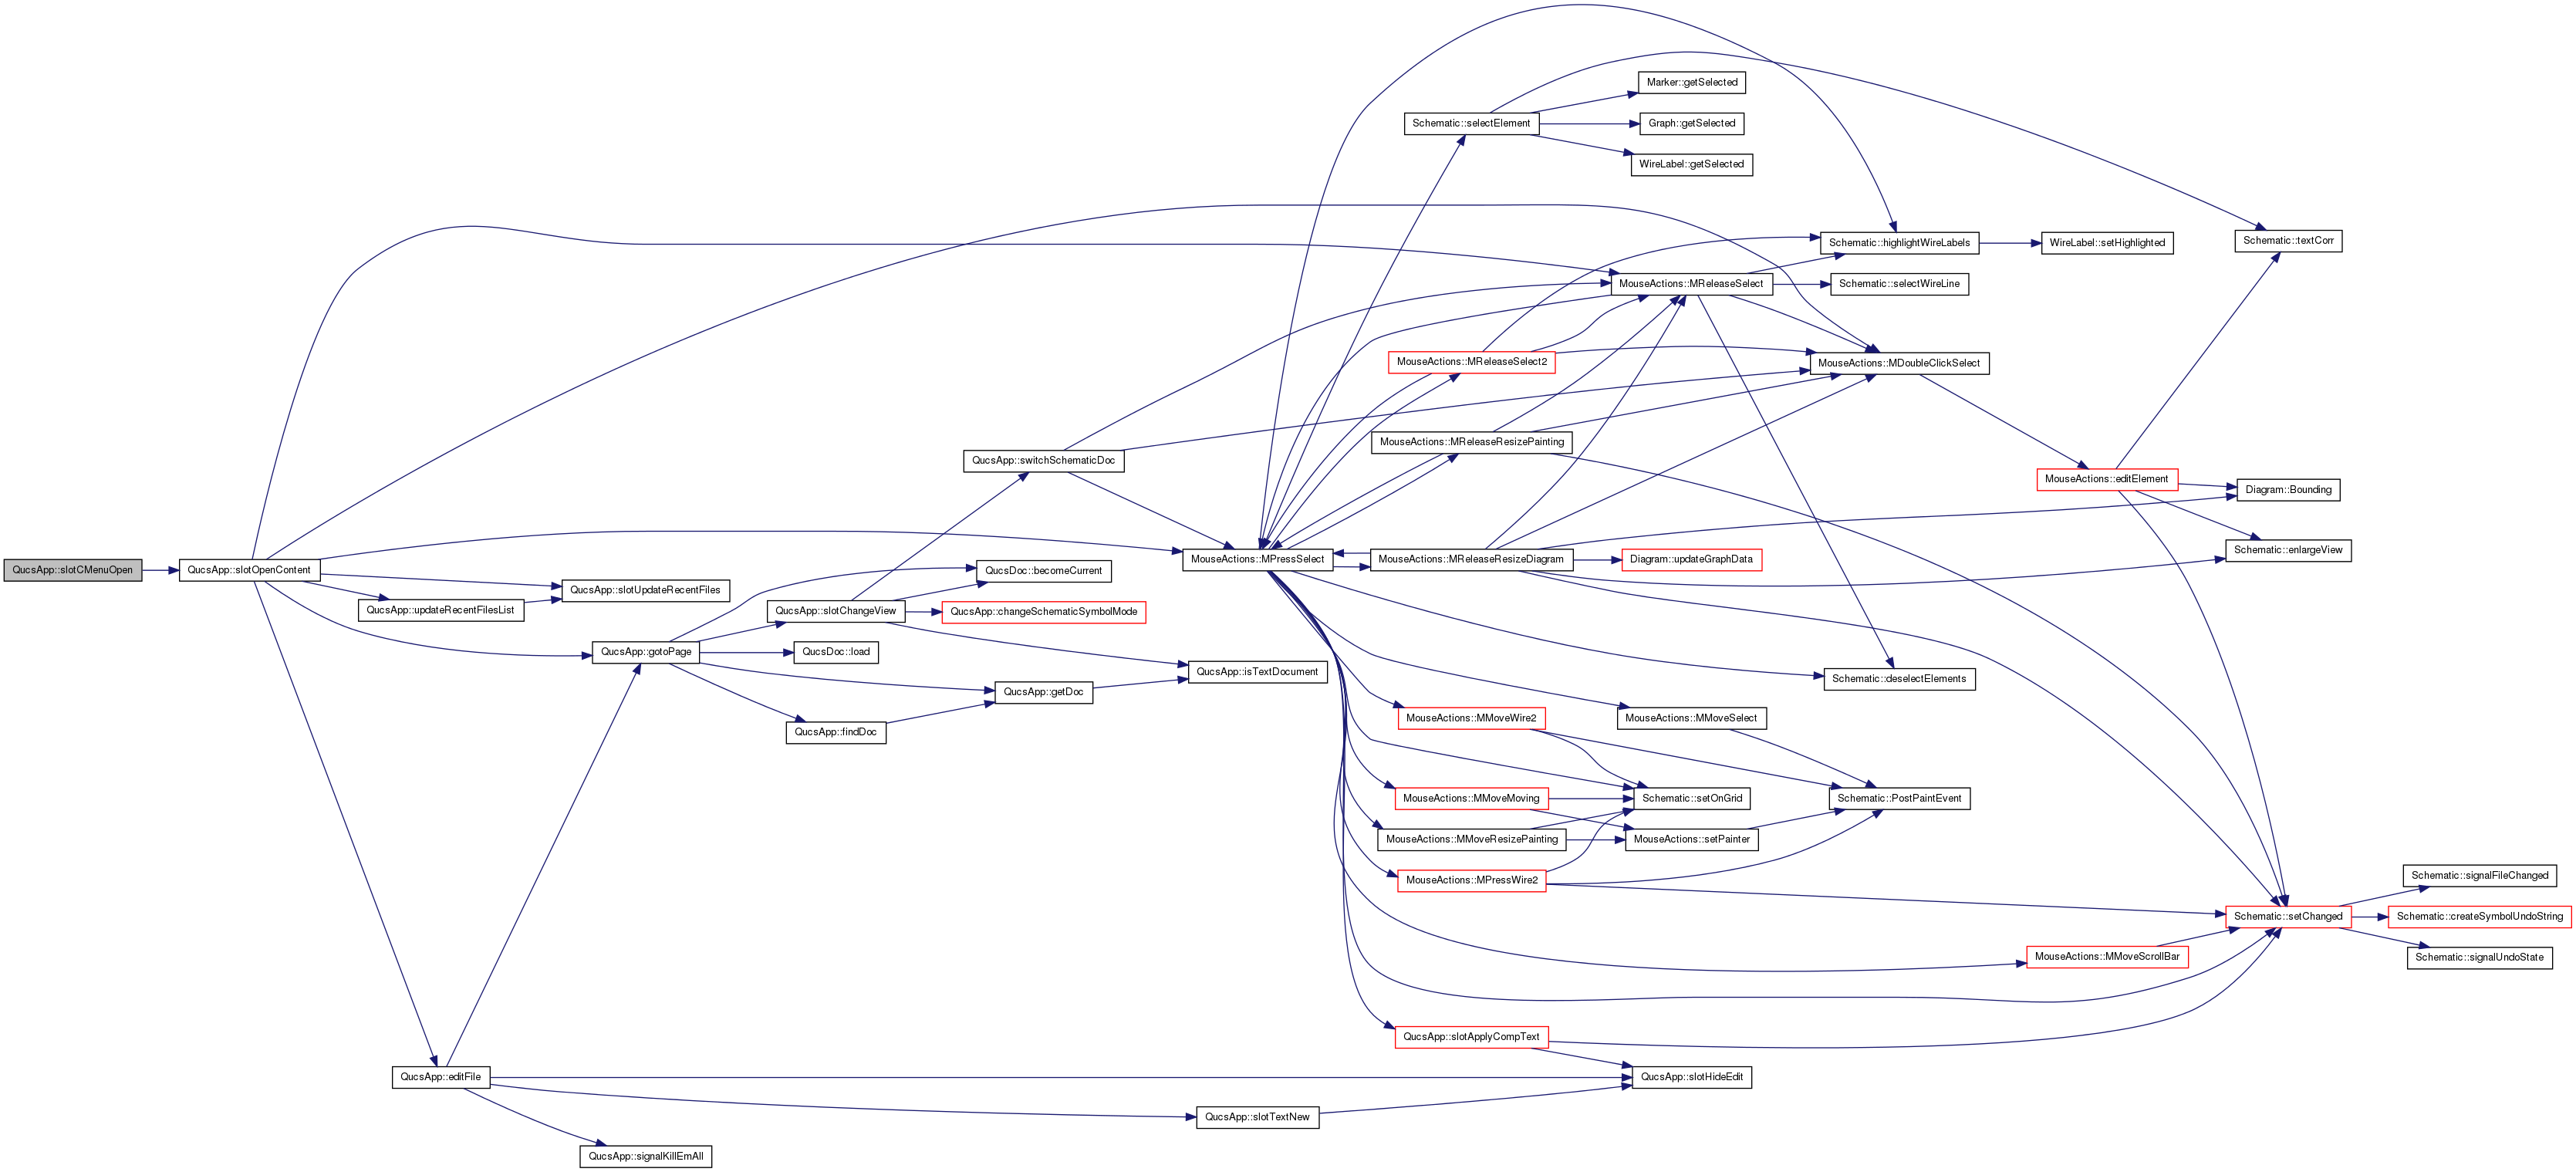 QucsApp::slotCMenuOpen
QucsApp::slotOpenContent
QucsApp::updateRecentFilesList
QucsApp::editFile
QucsApp::slotUpdateRecentFiles
QucsApp::gotoPage
QucsApp::signalKillEmAll
QucsApp::slotChangeView
QucsDoc::load
QucsApp::findDoc
QucsApp::switchSchematicDoc
QucsDoc::becomeCurrent
QucsApp::changeSchematicSymbolMode
QucsApp::getDoc
QucsApp::isTextDocument
QucsApp::slotTextNew
MouseActions::MPressSelect
Schematic::selectElement
MouseActions::MReleaseSelect2
MouseActions::MReleaseResizePainting
MouseActions::MReleaseResizeDiagram
MouseActions::MMoveWire2
MouseActions::MMoveMoving
MouseActions::MMoveResizePainting
MouseActions::MPressWire2
QucsApp::slotApplyCompText
Marker::getSelected
Graph::getSelected
WireLabel::getSelected
MouseActions::MReleaseSelect
Diagram::updateGraphData
MouseActions::MMoveSelect
Schematic::setOnGrid
MouseActions::setPainter
QucsApp::slotHideEdit
Schematic::highlightWireLabels
Schematic::selectWireLine
MouseActions::MDoubleClickSelect
Schematic::deselectElements
Schematic::PostPaintEvent
WireLabel::setHighlighted
MouseActions::editElement
MouseActions::MMoveScrollBar
Schematic::textCorr
Diagram::Bounding
Schematic::enlargeView
Schematic::setChanged
Schematic::signalFileChanged
Schematic::createSymbolUndoString
Schematic::signalUndoState